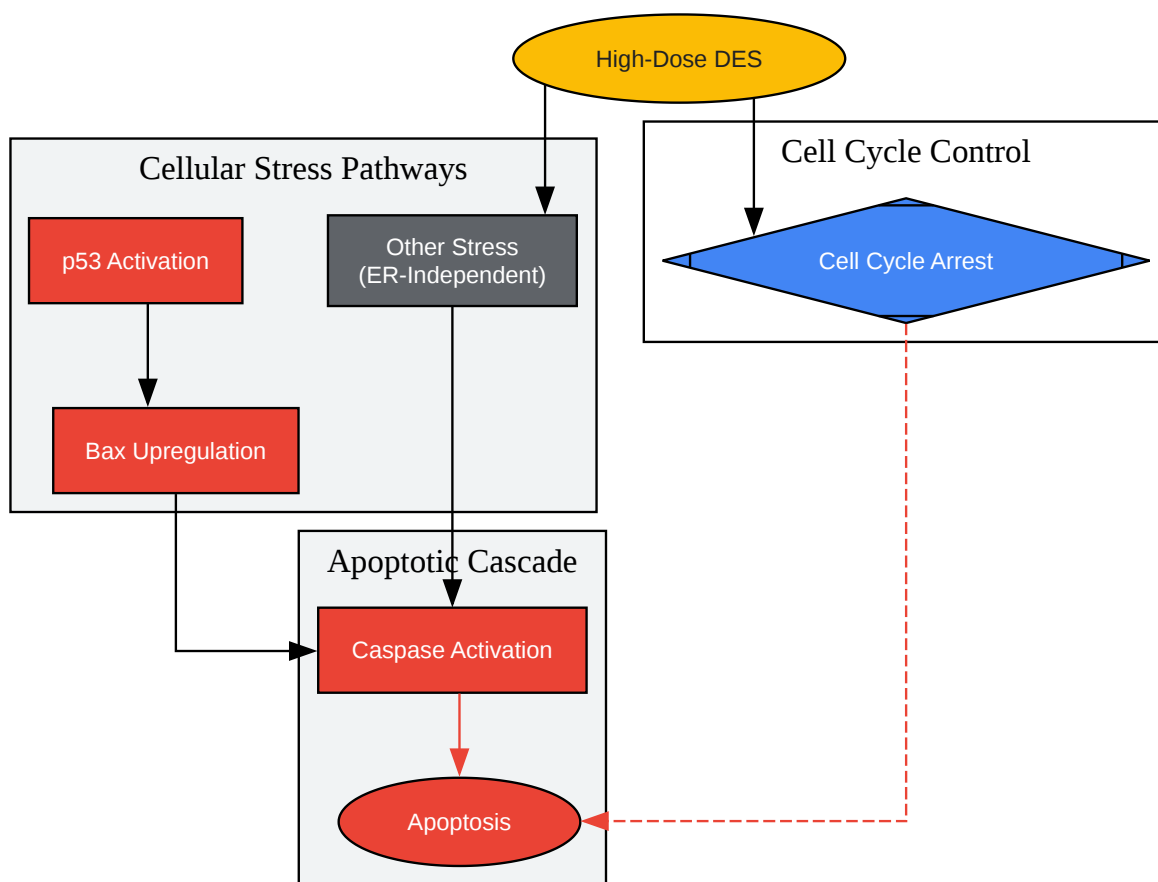 High-Dose DES
Cellular Stress Pathways
Cell Cycle Control
p53 Activation
Other Stress
(ER-Independent)
Cell Cycle Arrest
Bax Upregulation
Apoptotic Cascade
Caspase Activation
Apoptosis